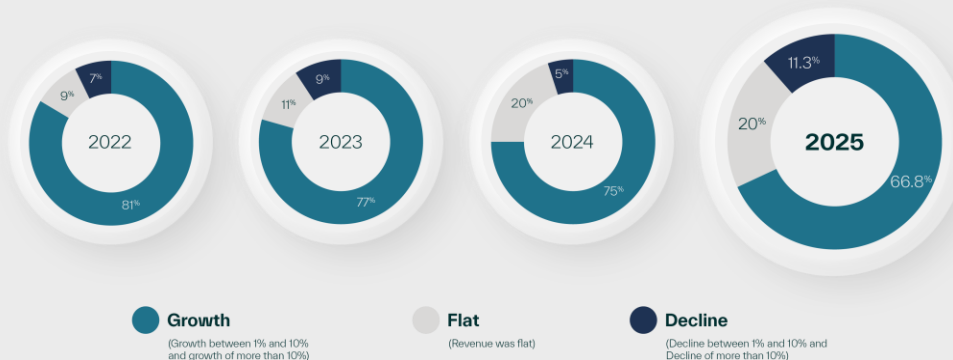 7%
9%
2022
81%
9%
11%
2023
77%
5%
20%
2024
75%
11.3%
20%
2025
66.8%
Growth
(Growth between 1% and 10%
and growth of more than 10%)
Flat
(Revenue was flat)
Decline
(Decline between 1% and 10% and
Decline of more than 10%)